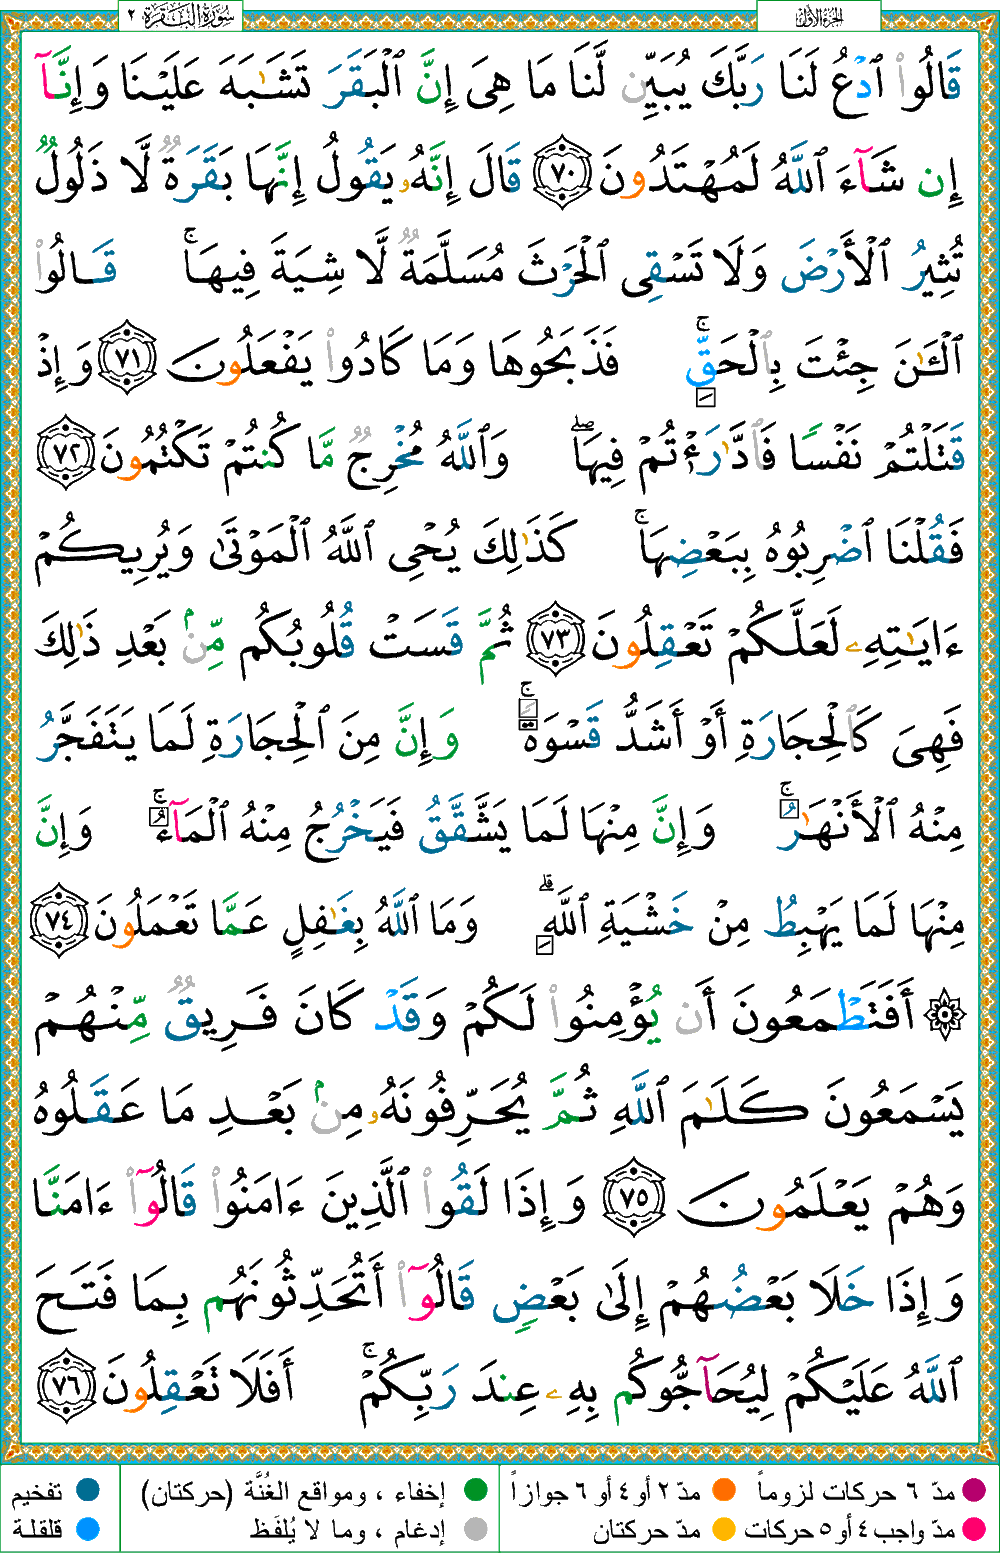 الجزء الأول
سُورَةُ البَقَرَة ٢
قَالُوا۟ ٱدْعُ لَنَا رَبَّكَ يُبَيِّن لَّنَا مَا هِىَ إِنَّ ٱلْبَقَرَ تَشَـٰبَهَ عَلَيْنَا وَإِنَّآ
إِن شَآءَ ٱللَّهُ لَمُهْتَدُونَ ٧٠ قَالَ إِنَّهُۥ يَقُولُ إِنَّهَا بَقَرَةٌ لَّا ذَلُولٌ
تُثِيرُ ٱلْأَرْضَ وَلَا تَسْقِى ٱلْحَرْثَ مُسَلَّمَةٌ لَّا شِيَةَ فِيهَا ۚ قَالُوا۟
ٱلْـَٔـٰنَ جِئْتَ بِٱلْحَقِّ ۚ فَذَبَحُوهَا وَمَا كَادُوا۟ يَفْعَلُونَ ٧١ وَإِذْ
قَتَلْتُمْ نَفْسًا فَٱدَّٰرَْٰٔتُمْ فِيهَا ۖ وَٱللَّهُ مُخْرِجٌ مَّا كُنتُمْ تَكْتُمُونَ ٧٢
فَقُلْنَا ٱضْرِبُوهُ بِبَعْضِهَا ۚ كَذَٰلِكَ يُحْىِ ٱللَّهُ ٱلْمَوْتَىٰ وَيُرِيكُمْ
ءَايَـٰتِهِۦ لَعَلَّكُمْ تَعْقِلُونَ ٧٣ ثُمَّ قَسَتْ قُلُوبُكُم مِّنۢ بَعْدِ ذَٰلِكَ
فَهِىَ كَٱلْحِجَارَةِ أَوْ أَشَدُّ قَسْوَةً ۚ وَإِنَّ مِنَ ٱلْحِجَارَةِ لَمَا يَتَفَجَّرُ
مِنْهُ ٱلْأَنْهَـٰرُ ۚ وَإِنَّ مِنْهَا لَمَا يَشَّقَّقُ فَيَخْرُجُ مِنْهُ ٱلْمَآءُ ۚ وَإِنَّ
مِنْهَا لَمَا يَهْبِطُ مِنْ خَشْيَةِ ٱللَّهِ ۗ وَمَا ٱللَّهُ بِغَـٰفِلٍ عَمَّا تَعْمَلُونَ ٧٤
۞ أَفَتَطْمَعُونَ أَن يُؤْمِنُوا۟ لَكُمْ وَقَدْ كَانَ فَرِيقٌ مِّنْهُمْ
يَسْمَعُونَ كَلَـٰمَ ٱللَّهِ ثُمَّ يُحَرِّفُونَهُۥ مِنۢ بَعْدِ مَا عَقَلُوهُ
وَهُمْ يَعْلَمُونَ ٧٥ وَإِذَا لَقُوا۟ ٱلَّذِينَ ءَامَنُوا۟ قَالُوٓا۟ ءَامَنَّا
وَإِذَا خَلَا بَعْضُهُمْ إِلَىٰ بَعْضٍ قَالُوٓا۟ أَتُحَدِّثُونَهُم بِمَا فَتَحَ
ٱللَّهُ عَلَيْكُمْ لِيُحَآجُّوكُم بِهِۦ عِندَ رَبِّكُمْ ۚ أَفَلَا تَعْقِلُونَ ٧٦
مدّ ٦ حركات لزوماً
مدّ ٢ أو ٤ أو ٦ جوازاً
إخفاء ، ومواقع الغُنَّة (حركتان)
تفخيم
مدّ واجب ٤ أو ٥ حركات
مدّ حركتان
إدغام ، وما لا يُلفَظ
قلقلة